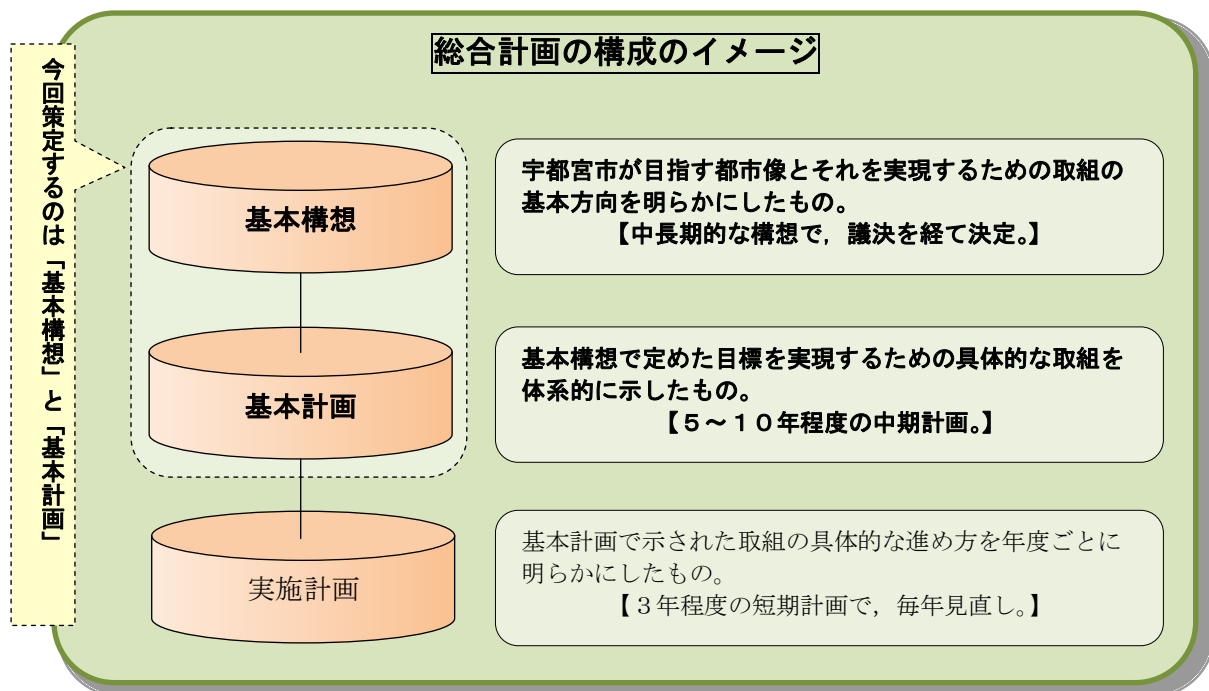 総合計画の構成のイメージ
今回策定するのは「基本構想」と「基本計画」
基本構想
宇都宮市が目指す都市像とそれを実現するための取組の
基本方向を明らかにしたもの。
【中長期的な構想で，議決を経て決定。】
基本計画
基本構想で定めた目標を実現するための具体的な取組を
体系的に示したもの。
【５～１０年程度の中期計画。】
実施計画
基本計画で示された取組の具体的な進め方を年度ごとに
明らかにしたもの。
【３年程度の短期計画で，毎年見直し。】